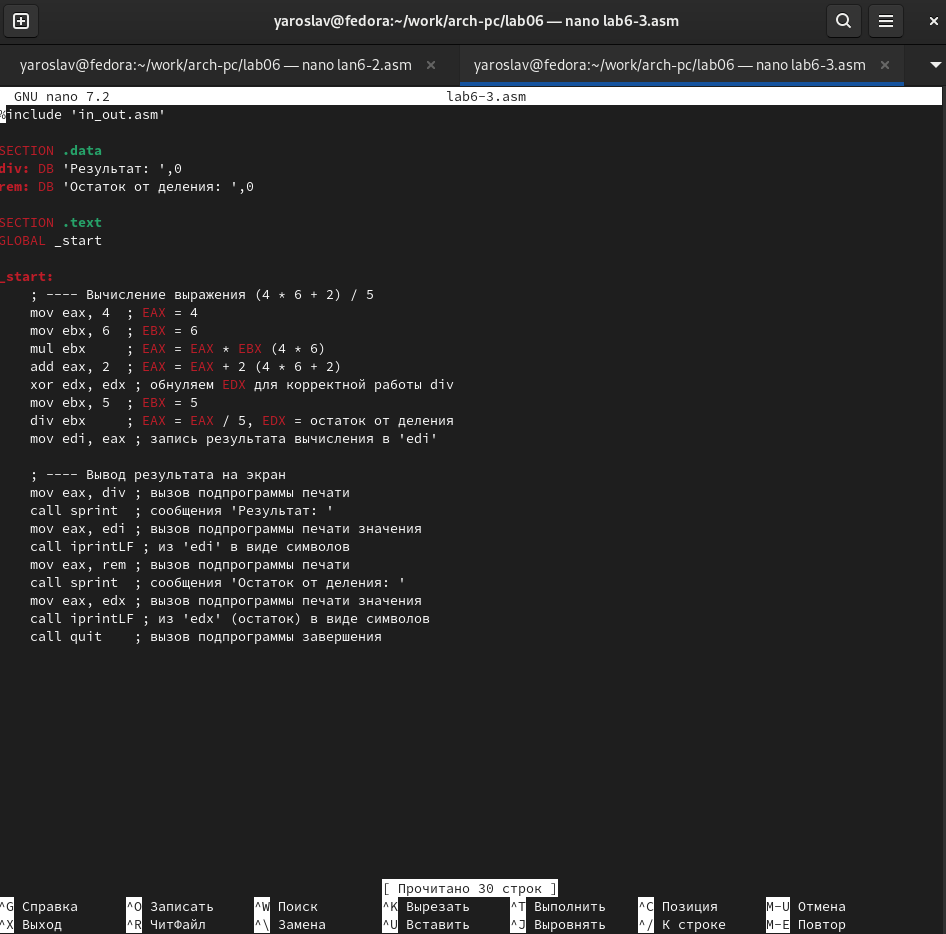 yaroslav@fedora:~/work/arch-pc/lab06 — nano lab6-3.asm
yaroslav@fedora:~/work/arch-pc/lab06 — nano lan6-2.asm
yaroslav@fedora:~/work/arch-pc/lab06 — nano lab6-3.asm
GNU nano 7.2 lab6-3.asm
%include 'in_out.asm'
SECTION .data
div: DB 'Результат: ',0
rem: DB 'Остаток от деления: ',0
SECTION .text
GLOBAL _start
_start:
; ---- Вычисление выражения (4 * 6 + 2) / 5
mov eax, 4 ; EAX = 4
mov ebx, 6 ; EBX = 6
mul ebx ; EAX = EAX * EBX (4 * 6)
add eax, 2 ; EAX = EAX + 2 (4 * 6 + 2)
xor edx, edx ; обнуляем EDX для корректной работы div
mov ebx, 5 ; EBX = 5
div ebx ; EAX = EAX / 5, EDX = остаток от деления
mov edi, eax ; запись результата вычисления в 'edi'
; ---- Вывод результата на экран
mov eax, div ; вызов подпрограммы печати
call sprint ; сообщения 'Результат: '
mov eax, edi ; вызов подпрограммы печати значения
call iprintLF ; из 'edi' в виде символов
mov eax, rem ; вызов подпрограммы печати
call sprint ; сообщения 'Остаток от деления: '
mov eax, edx ; вызов подпрограммы печати значения
call iprintLF ; из 'edx' (остаток) в виде символов
call quit ; вызов подпрограммы завершения
[ Прочитано 30 строк ]
^G Справка ^O Записать ^W Поиск ^K Вырезать ^T Выполнить ^C Позиция M-U Отмена
^X Выход ^R ЧитФайл ^\ Замена ^U Вставить ^J Выровнять ^/ К строке M-E Повтор